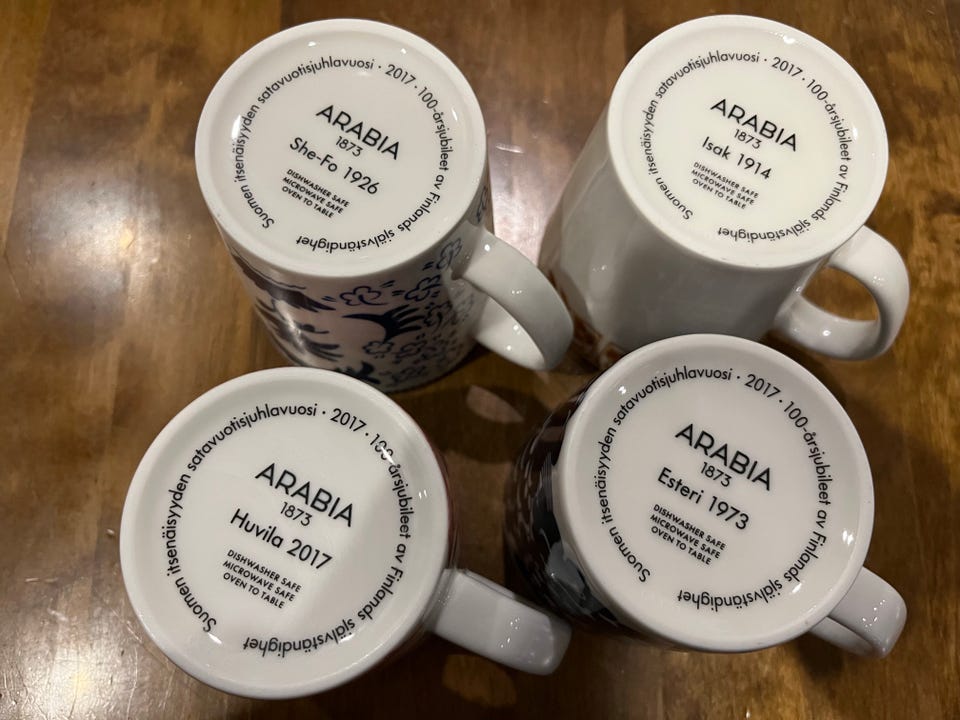 Suomen itsenäisyyden satavuotisjuhlavuosi · 2017 · 100-årsjubileet av Finlands självständighet
ARABIA
1873
She-Fo 1926
DISHWASHER SAFE
MICROWAVE SAFE
OVEN TO TABLE
Suomen itsenäisyyden satavuotisjuhlavuosi · 2017 · 100-årsjubileet av Finlands självständighet
ARABIA
1873
Isak 1914
DISHWASHER SAFE
MICROWAVE SAFE
OVEN TO TABLE
Suomen itsenäisyyden satavuotisjuhlavuosi · 2017 · 100-årsjubileet av Finlands självständighet
ARABIA
1873
Huvila 2017
DISHWASHER SAFE
MICROWAVE SAFE
OVEN TO TABLE
Suomen itsenäisyyden satavuotisjuhlavuosi · 2017 · 100-årsjubileet av Finlands självständighet
ARABIA
1873
Esteri 1973
DISHWASHER SAFE
MICROWAVE SAFE
OVEN TO TABLE